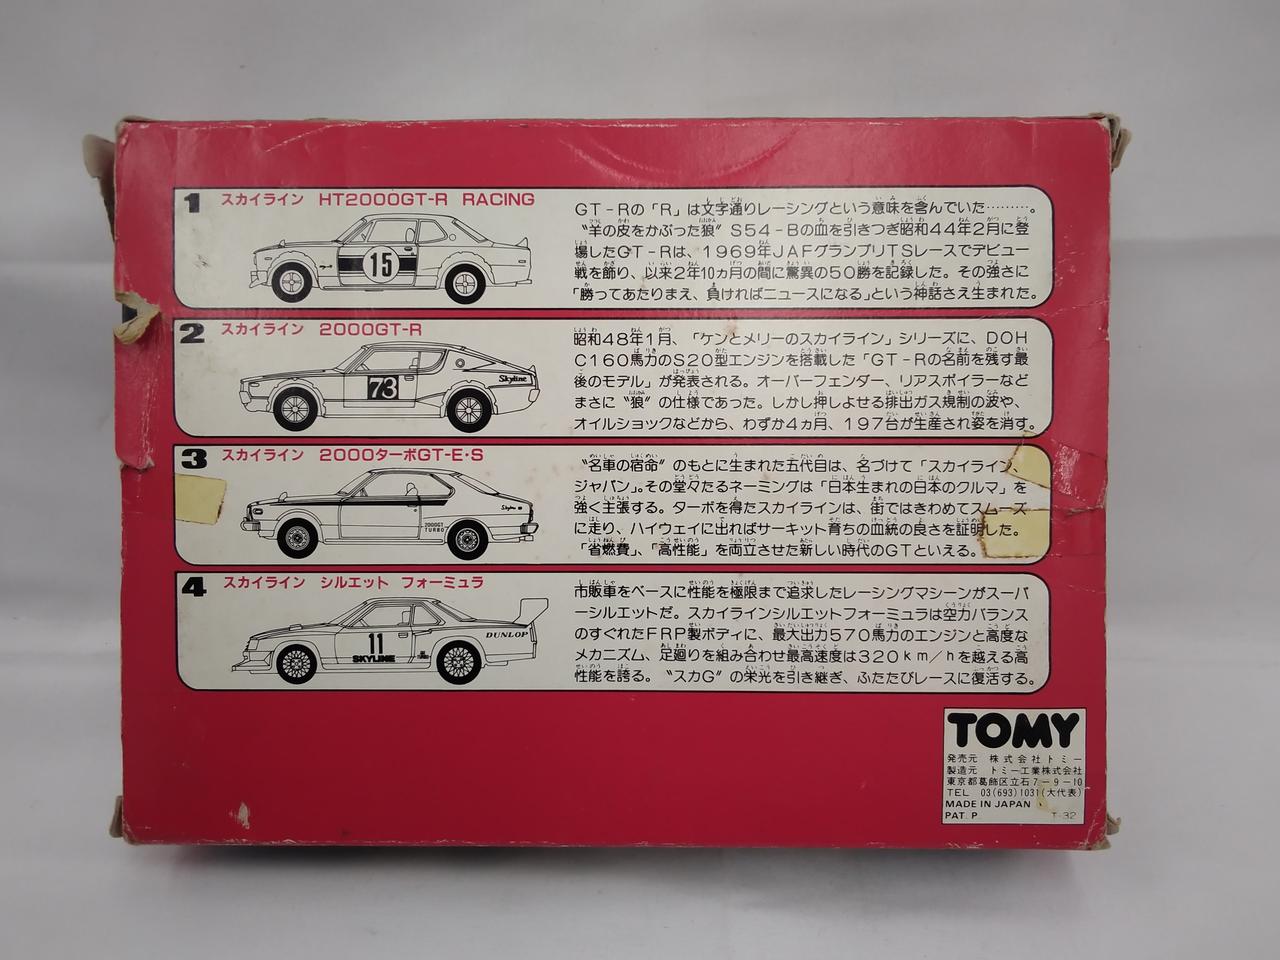 1 スカイライン HT2000GT-R RACING
15
GT-Rの「R」は文字通りレーシングという意味を含んでいた………。
〝羊の皮をかぶった狼〟S54-Bの血を引きつぎ昭和44年2月に登
場したGT-Rは、1969年JAFグランプリTSレースでデビュー
戦を飾り、以来2年10ヵ月の間に驚異の50勝を記録した。その強さに
「勝ってあたりまえ、負ければニュースになる」という神話さえ生まれた。
2 スカイライン 2000GT-R
73
Skyline
昭和48年1月、「ケンとメリーのスカイライン」シリーズに、DOH
C160馬力のS20型エンジンを搭載した「GT-Rの名前を残す最
後のモデル」が発表される。オーバーフェンダー、リアスポイラーなど
まさに〝狼〟の仕様であった。しかし押しよせる排出ガス規制の波や、
オイルショックなどから、わずか4ヵ月、197台が生産され姿を消す。
3 スカイライン 2000ターボGT-E・S
Skyline
2000GT
TURBO
〝名車の宿命〟のもとに生まれた五代目は、名づけて「スカイライン、
ジャパン」。その堂々たるネーミングは「日本生まれの日本のクルマ」を
強く主張する。ターボを得たスカイラインは、街ではきわめてスムーズ
に走り、ハイウェイに出ればサーキット育ちの血統の良さを証明した。
「省燃費」、「高性能」を両立させた新しい時代のGTといえる。
4 スカイライン シルエット フォーミュラ
11
SKYLINE
DUNLOP
市販車をベースに性能を極限まで追求したレーシングマシーンがスーパ
ーシルエットだ。スカイラインシルエットフォーミュラは空力バランス
のすぐれたFRP製ボディに、最大出力570馬力のエンジンと高度な
メカニズム、足廻りを組み合わせ最高速度は320km/hを越える高
性能を誇る。〝スカG〟の栄光を引き継ぎ、ふたたびレースに復活する。
TOMY
発売元 株式会社トミー
製造元 トミー工業株式会社
東京都葛飾区立石7-9-10
TEL 03(693)1031(大代表)
MADE IN JAPAN
PAT. P T-32